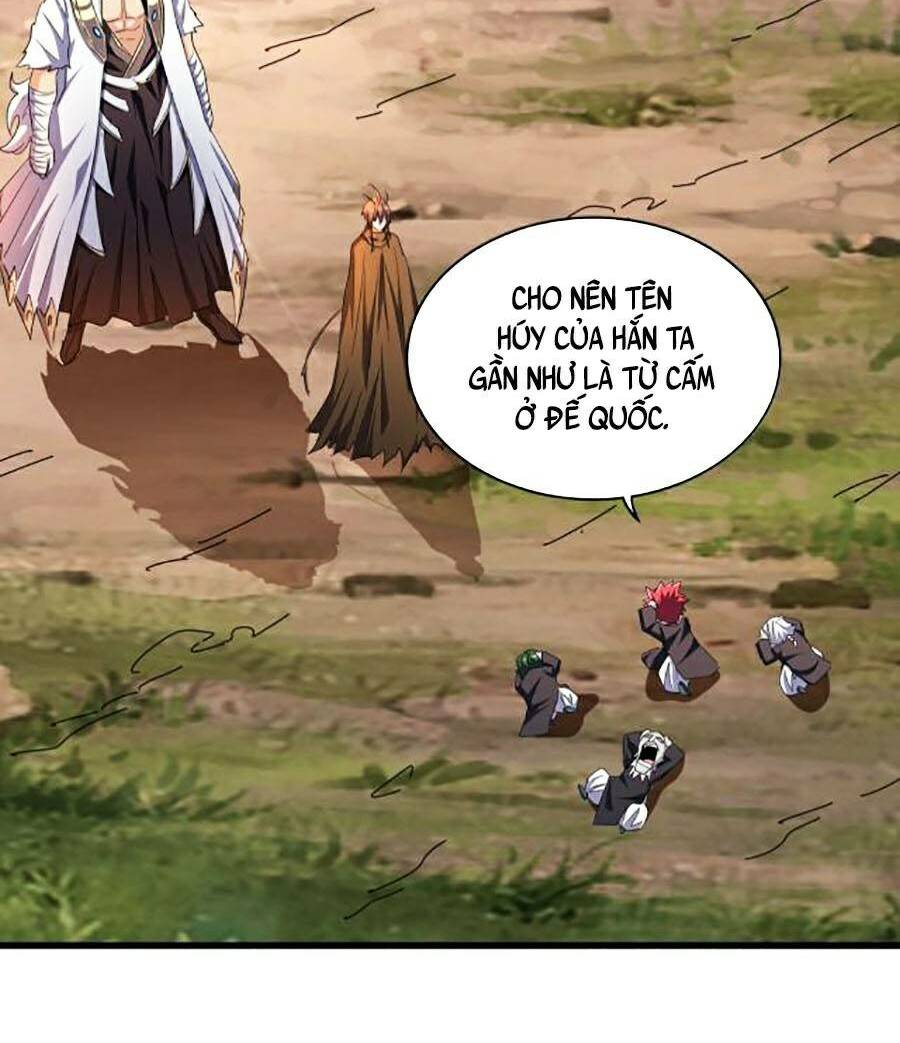 CHO NÊN TÊN
HÚY CỦA HẮN TA
GẦN NHƯ LÀ TỪ CẤM
Ở ĐẾ QUỐC.